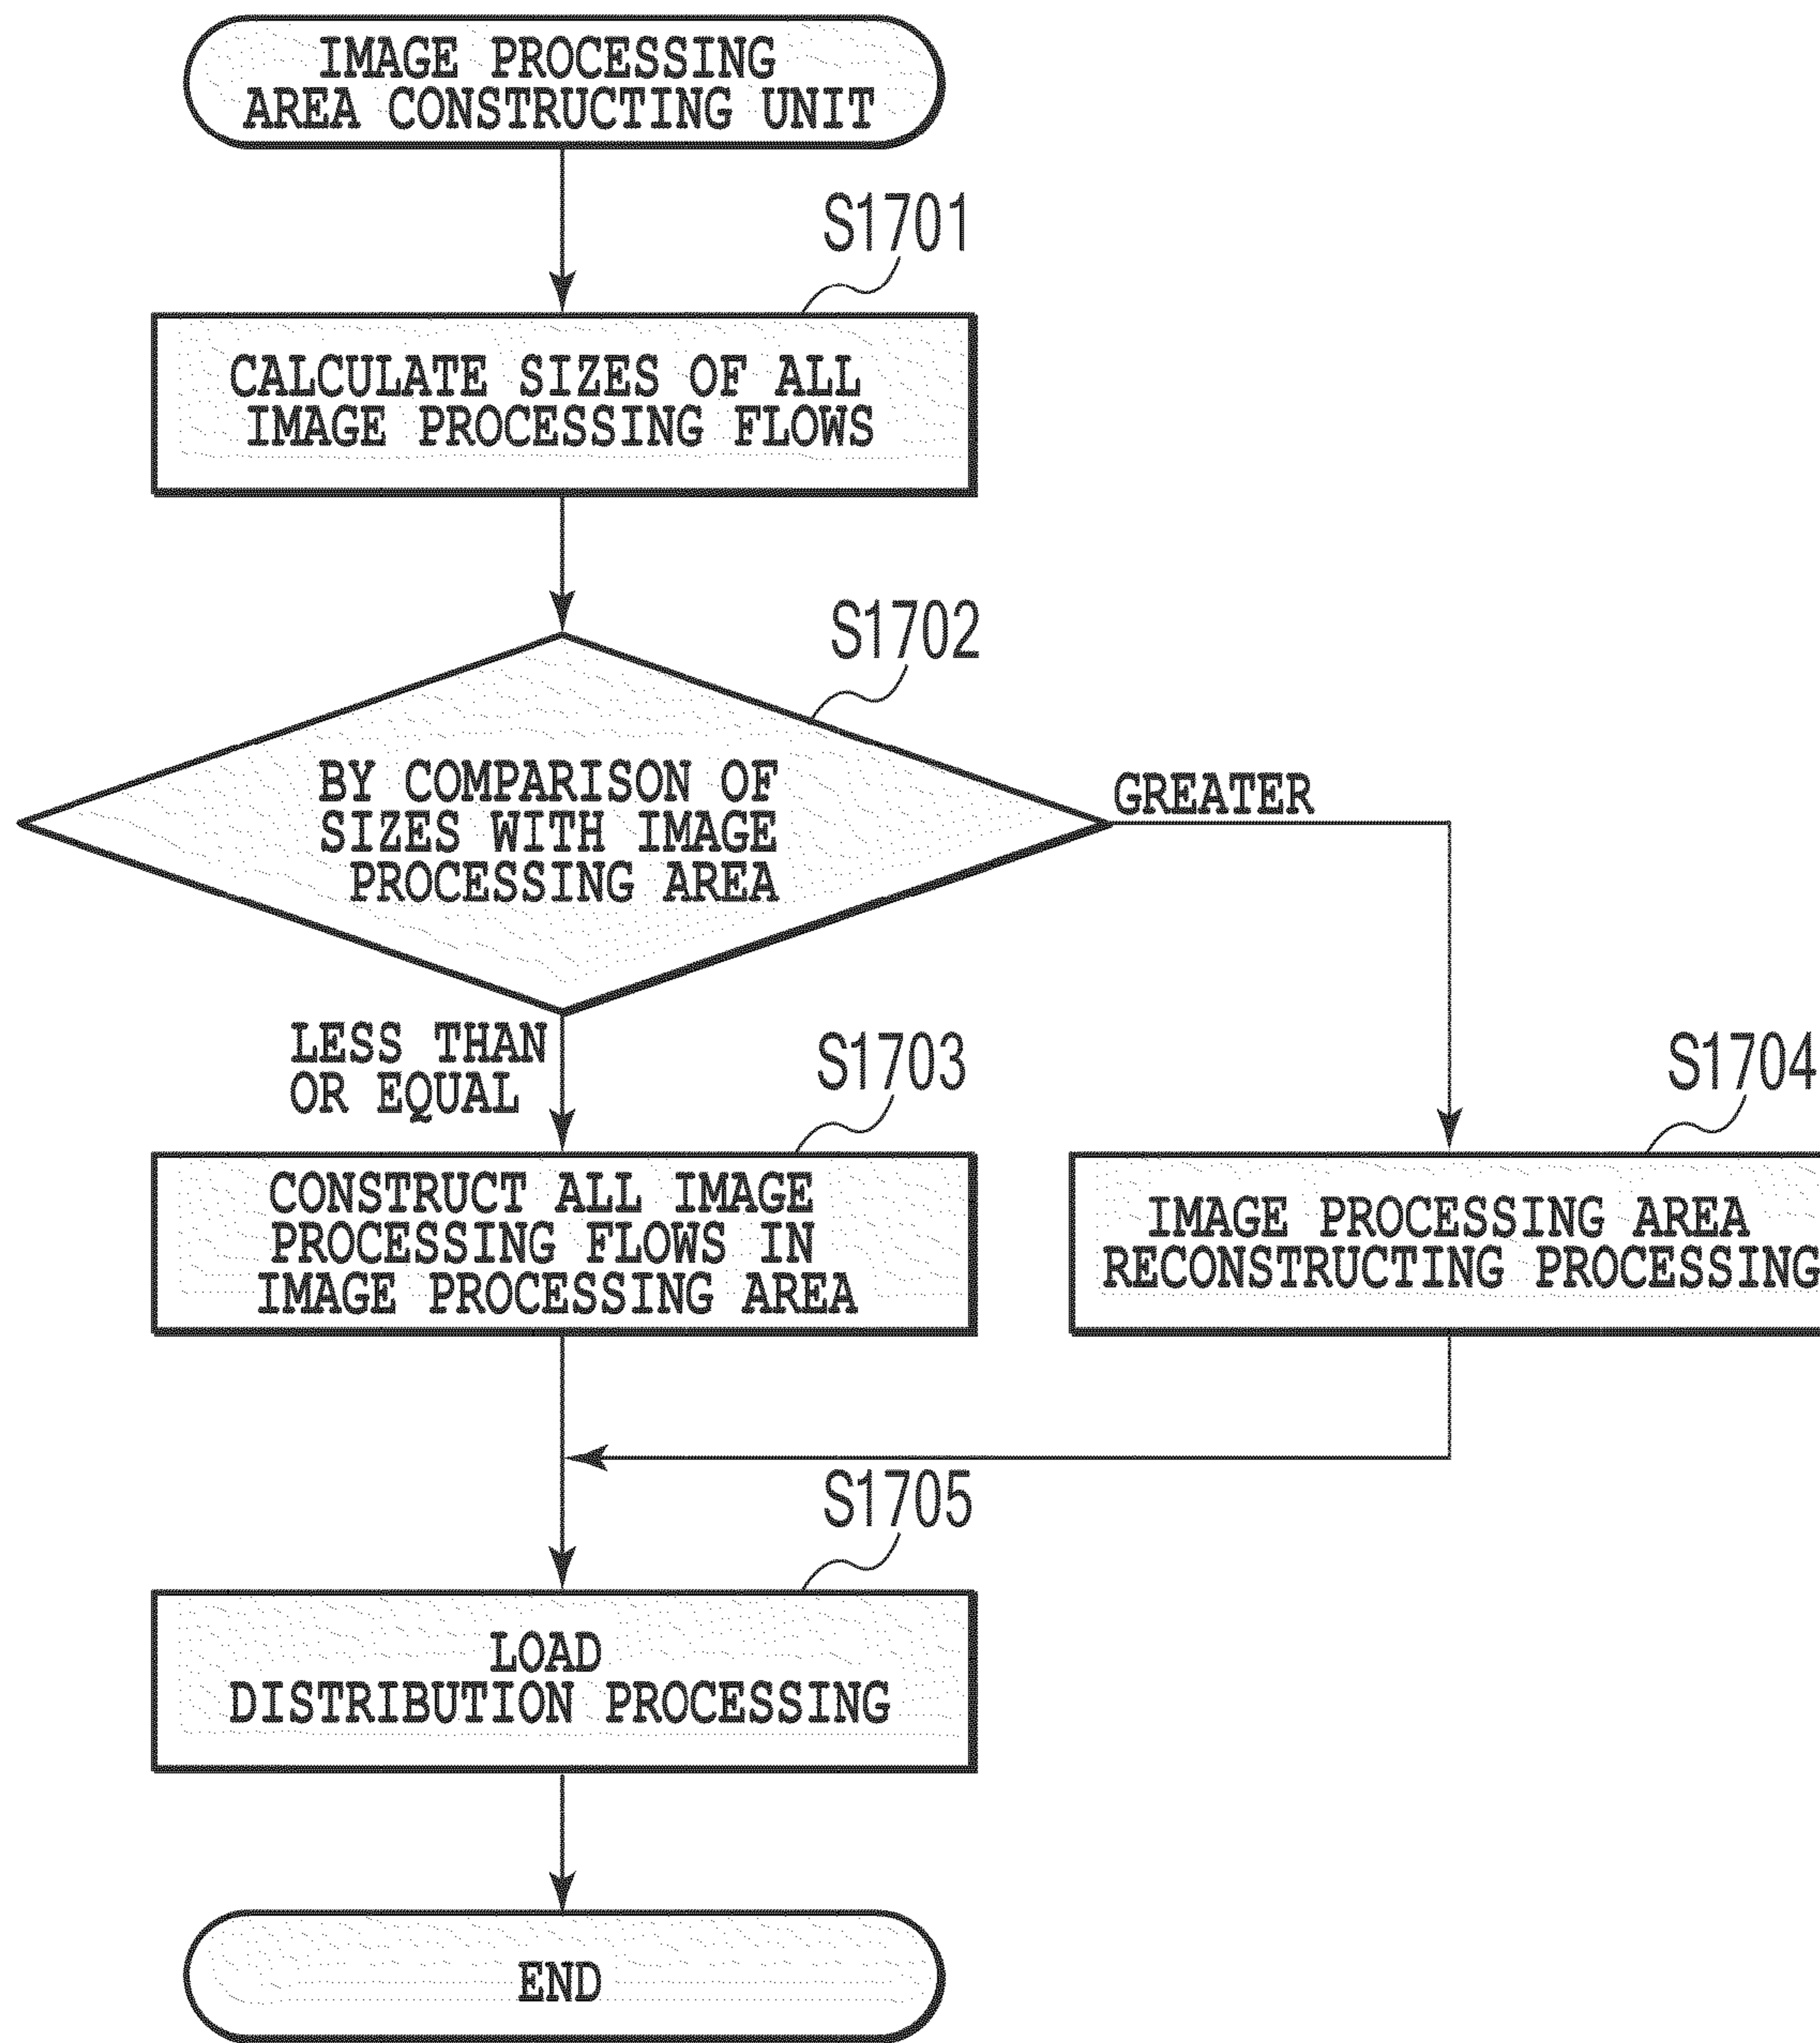 IMAGE PROCESSING
AREA CONSTRUCTING UNIT
S1701
CALCULATE SIZES OF ALL
IMAGE PROCESSING FLOWS
S1702
BY COMPARISON OF
SIZES WITH IMAGE
PROCESSING AREA
GREATER
LESS THAN
OR EQUAL
S1703
CONSTRUCT ALL IMAGE
PROCESSING FLOWS IN
IMAGE PROCESSING AREA
S1704
IMAGE PROCESSING AREA
RECONSTRUCTING PROCESSING
S1705
LOAD
DISTRIBUTION PROCESSING
END